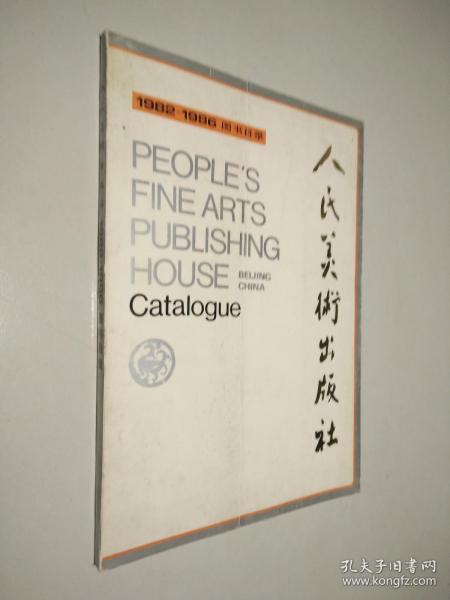 1982-1986 图书目录
PEOPLE'S
FINE ARTS
PUBLISHING
HOUSE BEIJING
CHINA
Catalogue
人民美術出版社
孔夫子旧书网
www.kongfz.com